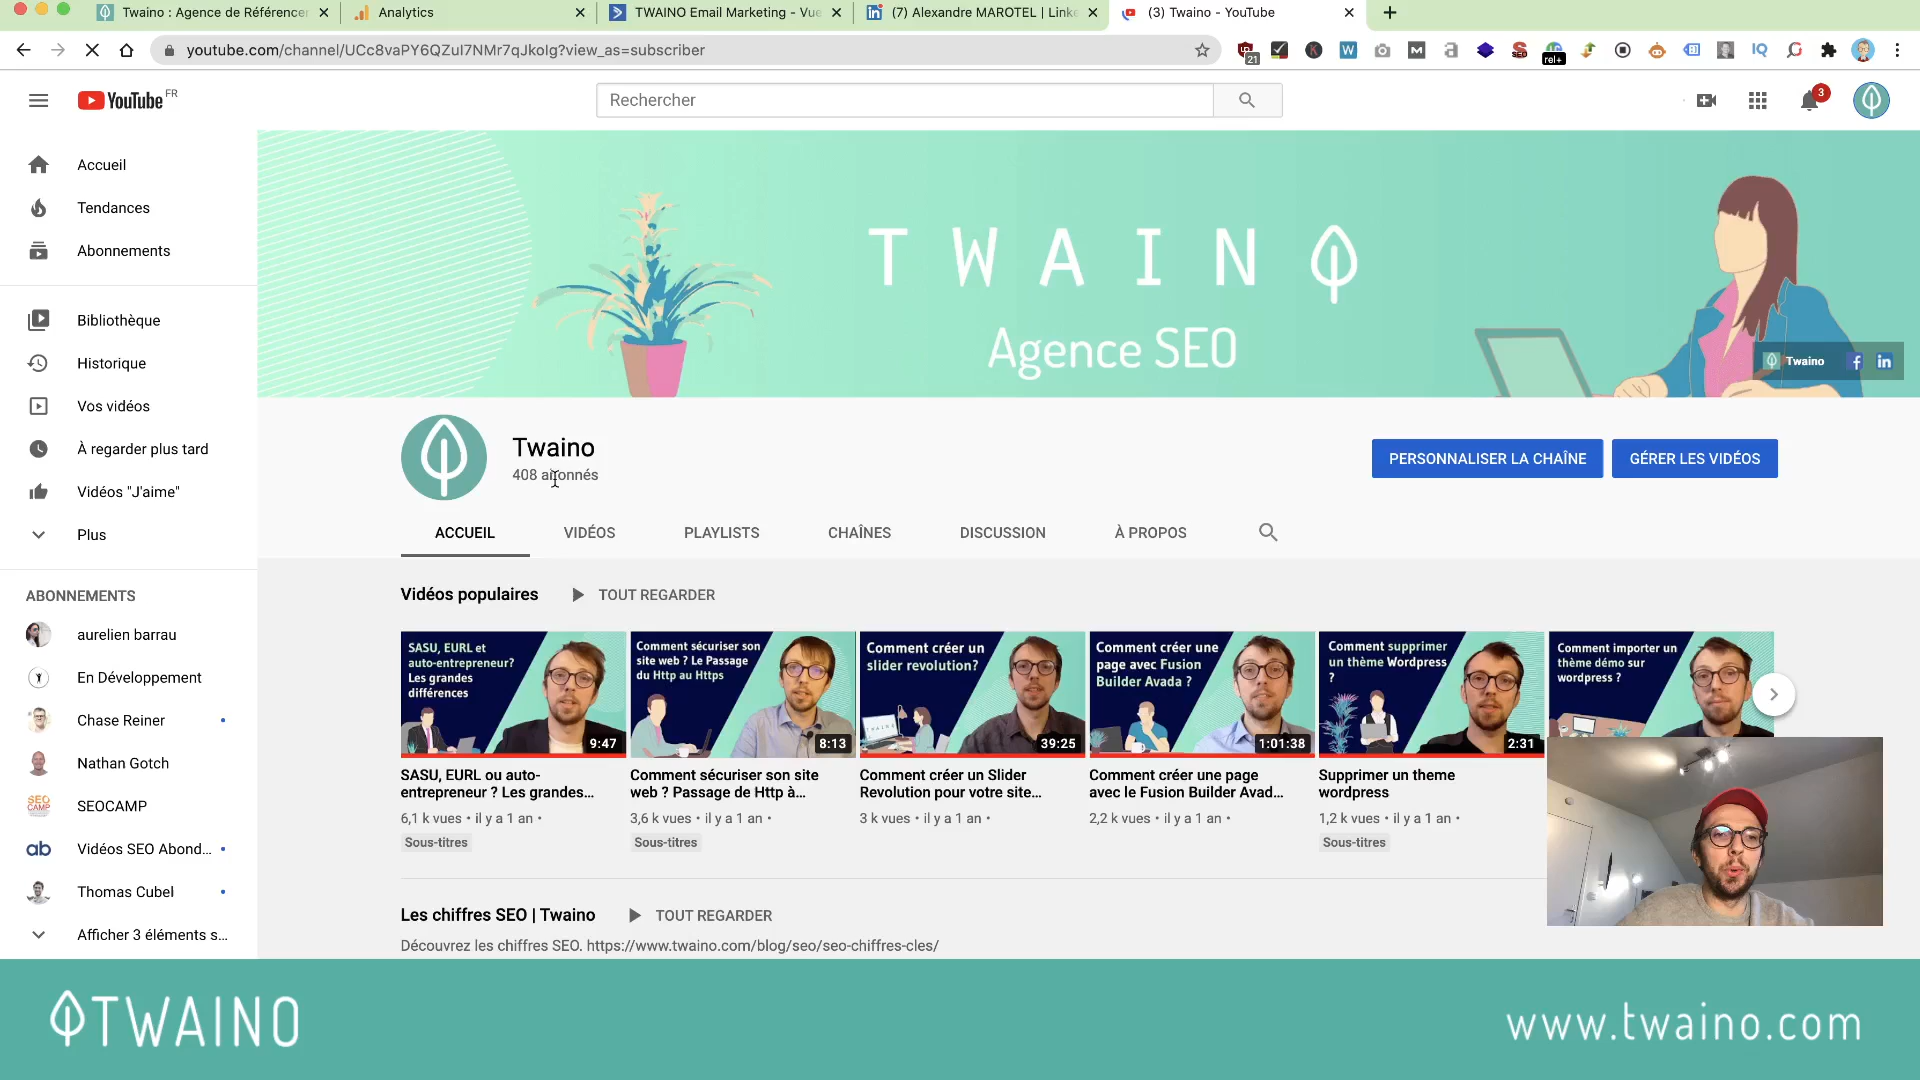 Twaino : Agence de Référencer
Analytics
TWAINO Email Marketing - Vue
(7) Alexandre MAROTEL | Linke
(3) Twaino - YouTube
youtube.com/channel/UCc8vaPY6QZuI7NMr7qJkoIg?view_as=subscriber
21
rel+
YouTube FR
Rechercher
3
Accueil
Tendances
Abonnements
Bibliothèque
Historique
Vos vidéos
À regarder plus tard
Vidéos "J'aime"
Plus
ABONNEMENTS
aurelien barrau
En Développement
Chase Reiner
Nathan Gotch
SEOCAMP
Vidéos SEO Abond...
Thomas Cubel
Afficher 3 éléments s...
TWAINO
Agence SEO
Twaino
Twaino
408 abonnés
PERSONNALISER LA CHAÎNE
GÉRER LES VIDÉOS
ACCUEIL
VIDÉOS
PLAYLISTS
CHAÎNES
DISCUSSION
À PROPOS
Vidéos populaires
TOUT REGARDER
SASU, EURL et
auto-entrepreneur?
Les grandes
différences
9:47
SASU, EURL ou auto-
entrepreneur ? Les grandes...
6,1 k vues • il y a 1 an •
Sous-titres
Comment sécuriser son
site web ? Le Passage
du Http au Https
8:13
Comment sécuriser son site
web ? Passage de Http à...
3,6 k vues • il y a 1 an •
Sous-titres
Comment créer un
slider revolution?
39:25
Comment créer un Slider
Revolution pour votre site...
3 k vues • il y a 1 an •
Comment créer une
page avec Fusion
Builder Avada ?
1:01:38
Comment créer une page
avec le Fusion Builder Avad...
2,2 k vues • il y a 1 an •
Comment supprimer
un thème Wordpress
?
2:31
Supprimer un theme
wordpress
1,2 k vues • il y a 1 an •
Sous-titres
Comment importer un
thème démo sur
wordpress ?
Les chiffres SEO | Twaino
TOUT REGARDER
Découvrez les chiffres SEO. https://www.twaino.com/blog/seo/seo-chiffres-cles/
TWAINO
www.twaino.com